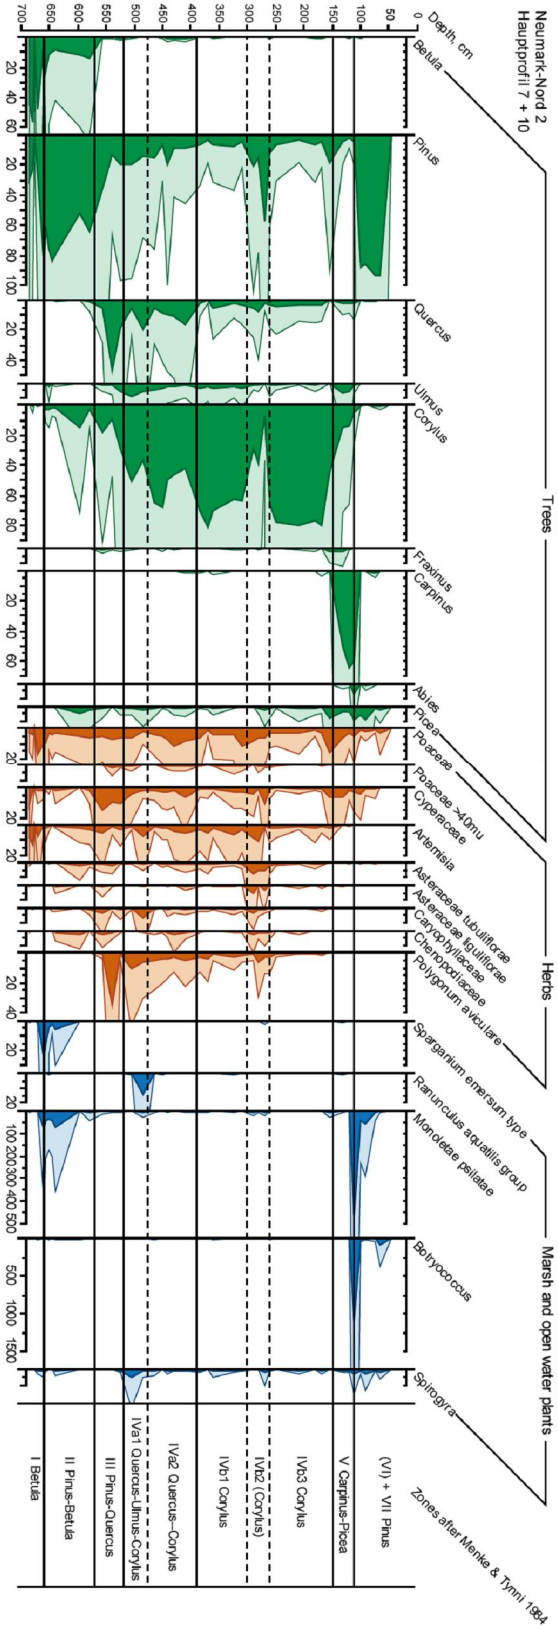 Neumark-Nord 2
Hauptprofil 7 + 10
Trees
Herbs
Marsh and open water plants
Depth, cm
Betula
Pinus
Quercus
Ulmus
Corylus
Fraxinus
Carpinus
Abies
Picea
Poaceae
Poaceae >40mu
Cyperaceae
Artemisia
Asteraceae tubuliflorae
Asteraceae liguliflorae
Caryophyllaceae
Chenopodiaceae
Polygonum aviculare
Sparganium emersum type
Ranunculus aquatilis group
Monoletae psilatae
Botryococcus
Spirogyra
Zones after Menke & Tynni 1984
0
50
100
150
200
250
300
350
400
450
500
550
600
650
700
(VI) + VII Pinus
V Carpinus-Picea
IVb3 Corylus
IVb2 (Corylus)
IVb1 Corylus
IVa2 Quercus-Corylus
IVa1 Quercus-Ulmus-Corylus
III Pinus-Quercus
II Pinus-Betula
I Betula
20 40 60
20 40 60 80 100
20 40
20 40 60 80
20 40 60
20
20
20
20 40
20
20
100 200 300 400 500
500 1000 1500